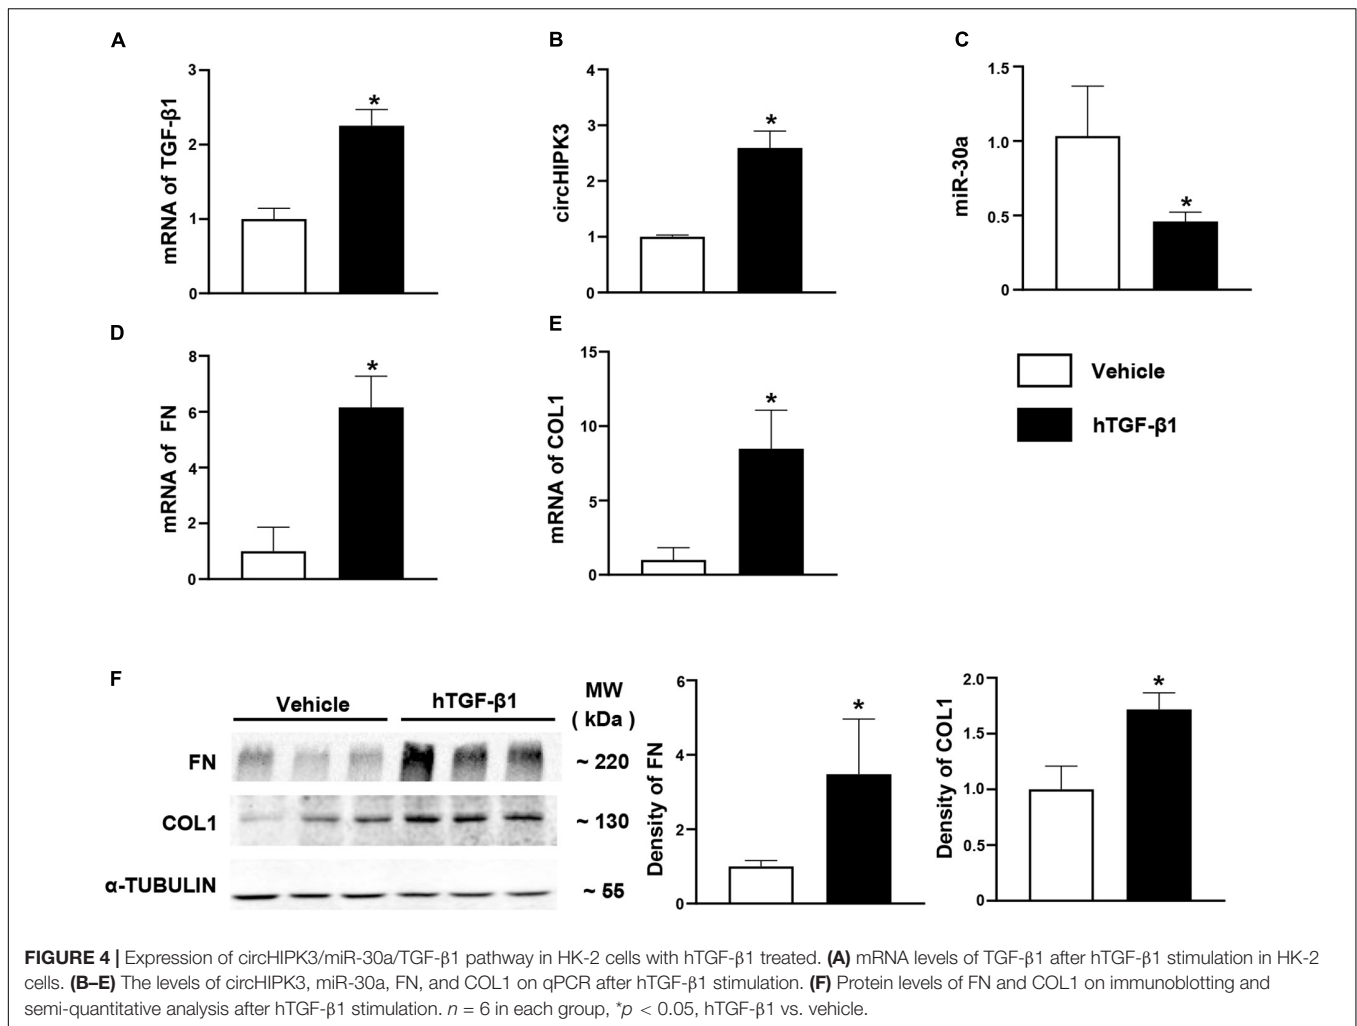 A
mRNA of TGF-β1
3
2
1
0
*
B
circHIPK3
4
3
2
1
0
*
C
miR-30a
1.5
1.0
0.5
0
*
D
mRNA of FN
8
6
4
2
0
*
E
mRNA of COL1
15
10
5
0
*
Vehicle
hTGF-β1
F
Vehicle
hTGF-β1
MW
( kDa )
FN
~ 220
COL1
~ 130
α-TUBULIN
~ 55
Density of FN
6
4
2
0
*
Density of COL1
2.0
1.5
1.0
0.5
0
*
FIGURE 4 | Expression of circHIPK3/miR-30a/TGF-β1 pathway in HK-2 cells with hTGF-β1 treated. (A) mRNA levels of TGF-β1 after hTGF-β1 stimulation in HK-2
cells. (B–E) The levels of circHIPK3, miR-30a, FN, and COL1 on qPCR after hTGF-β1 stimulation. (F) Protein levels of FN and COL1 on immunoblotting and
semi-quantitative analysis after hTGF-β1 stimulation. n = 6 in each group, *p < 0.05, hTGF-β1 vs. vehicle.